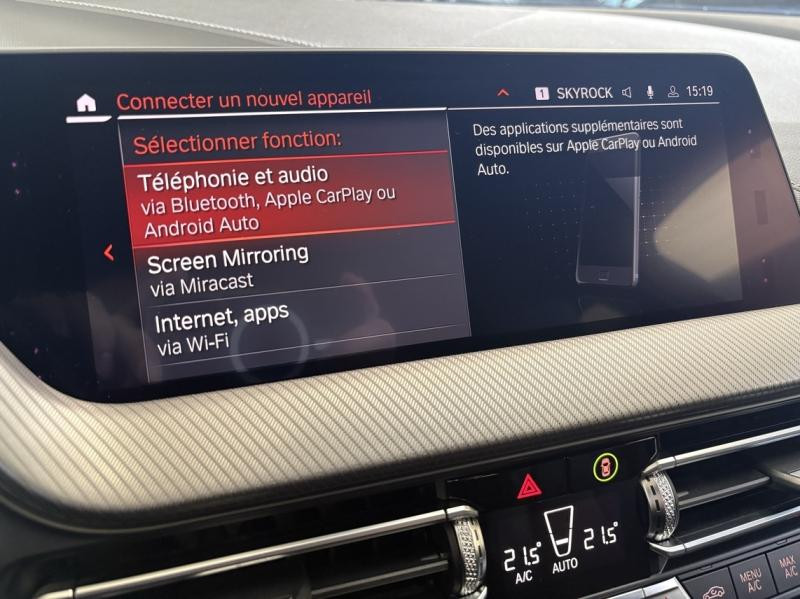 Connecter un nouvel appareil
1 SKYROCK 15:19
Sélectionner fonction:
Téléphonie et audio
via Bluetooth, Apple CarPlay ou
Android Auto
Screen Mirroring
via Miracast
Internet, apps
via Wi-Fi
Des applications supplémentaires sont
disponibles sur Apple CarPlay ou Android
Auto.
21.5° 21.5°
A/C AUTO
MENU
A/C
MAX
A/C